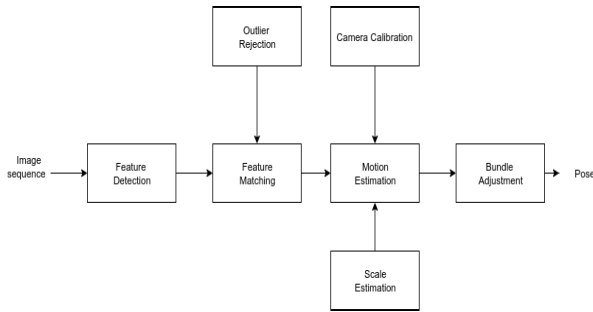 Outlier
Rejection
Camera Calibration
Image
sequence
Feature
Detection
Feature
Matching
Motion
Estimation
Bundle
Adjustment
Pose
Scale
Estimation